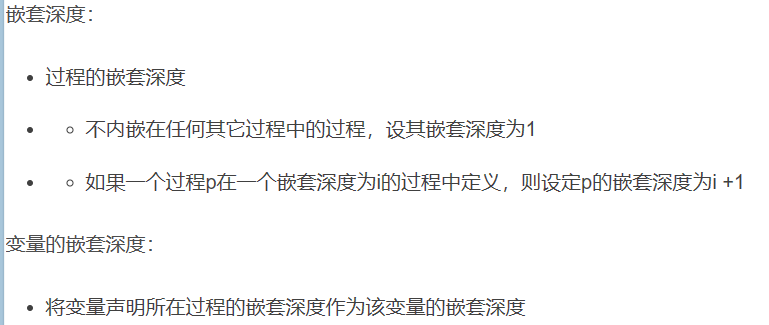 嵌套深度：
• 过程的嵌套深度
• ◦ 不内嵌在任何其它过程中的过程，设其嵌套深度为1
• ◦ 如果一个过程p在一个嵌套深度为i的过程中定义，则设定p的嵌套深度为i +1
变量的嵌套深度：
• 将变量声明所在过程的嵌套深度作为该变量的嵌套深度